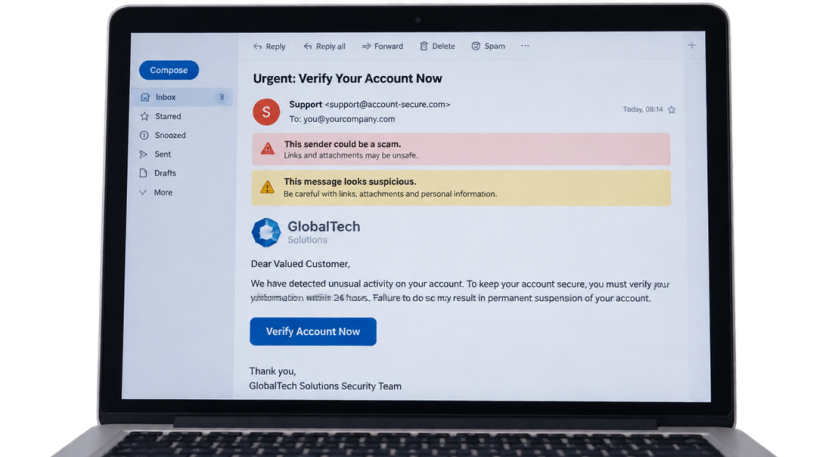 Reply
Reply all
Forward
Delete
Spam
Compose
Urgent: Verify Your Account Now
Inbox 3
Starred
Snoozed
Sent
Drafts
More
S
Support <support@account-secure.com>
Today, 08:14
To: you@yourcompany.com
This sender could be a scam.
Links and attachments may be unsafe.
This message looks suspicious.
Be careful with links, attachments and personal information.
GlobalTech
Solutions
Dear Valued Customer,
We have detected unusual activity on your account. To keep your account secure, you must verify your
24 hours. Failure to do so result in permanent suspension of your account.
Verify Account Now
Thank you,
GlobalTech Solutions Security Team